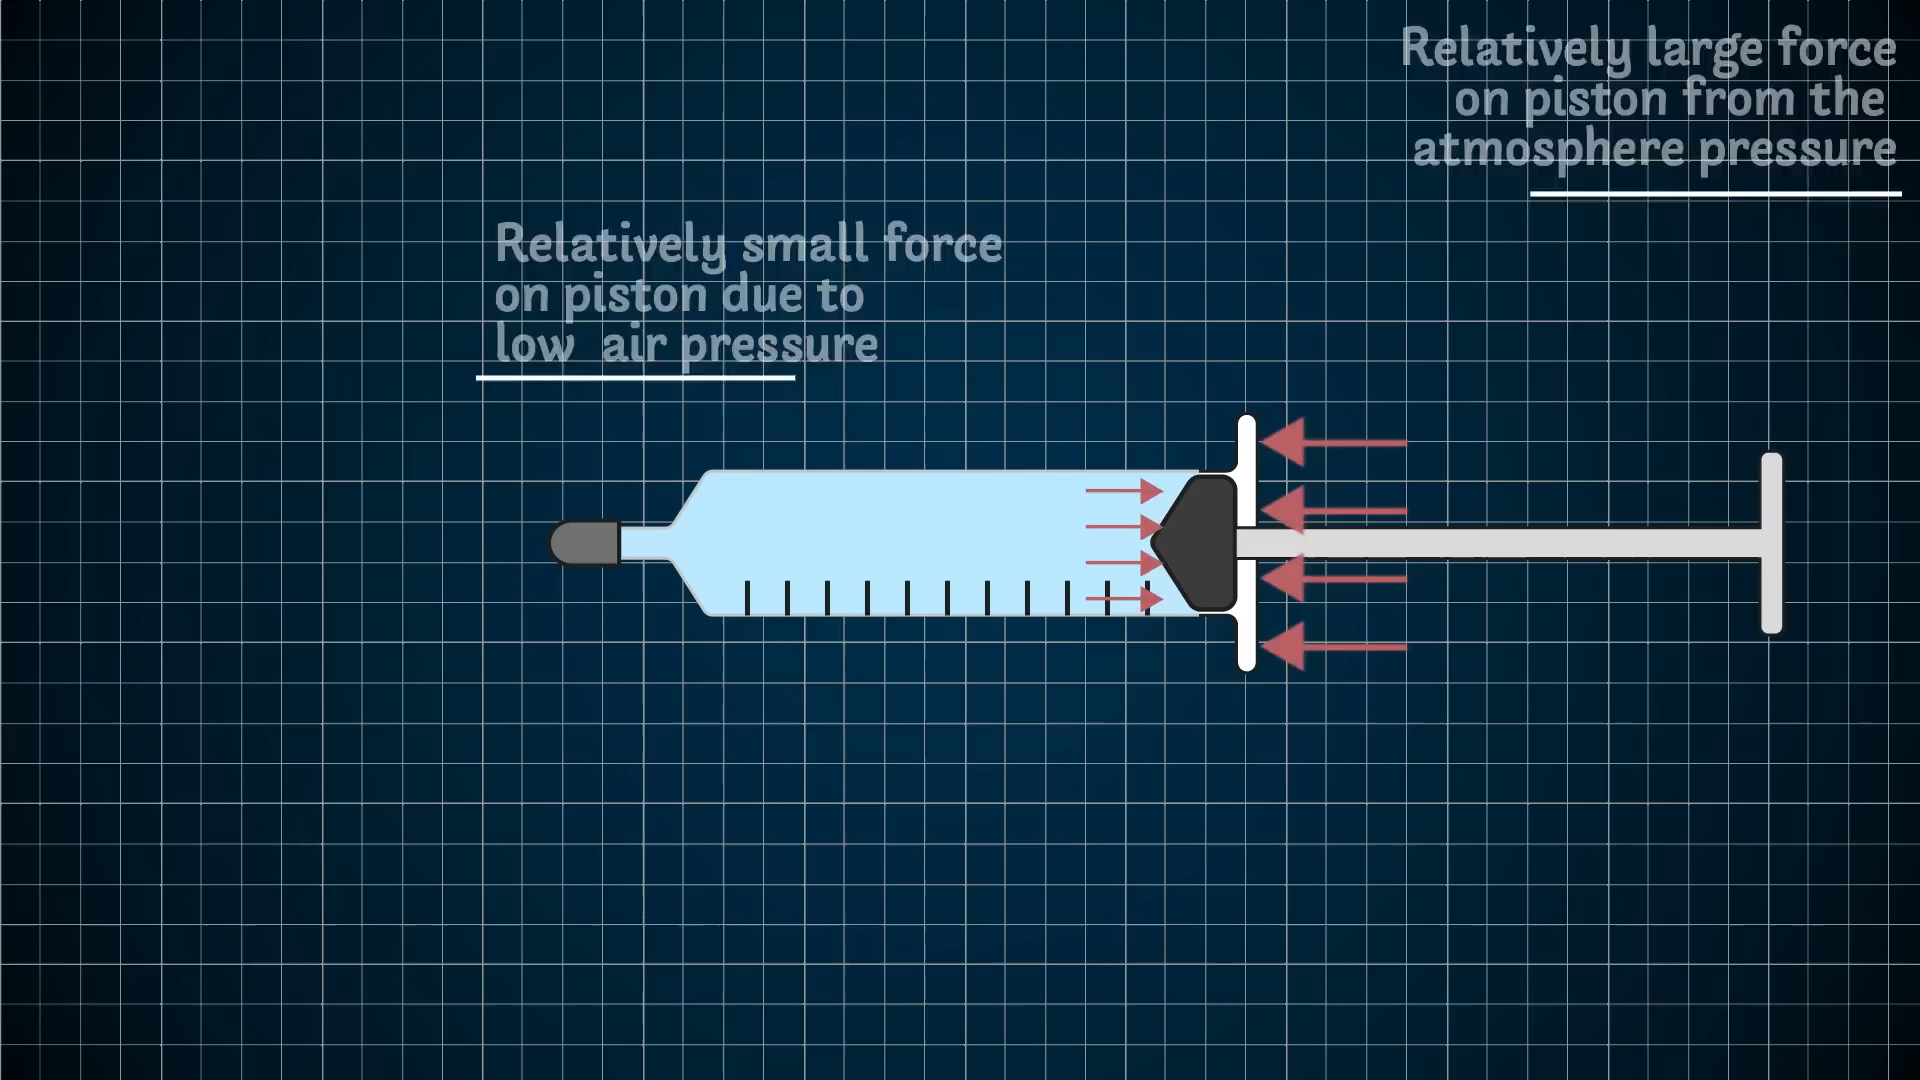 Relatively large force
on piston from the
atmosphere pressure
Relatively small force
on piston due to
low air pressure